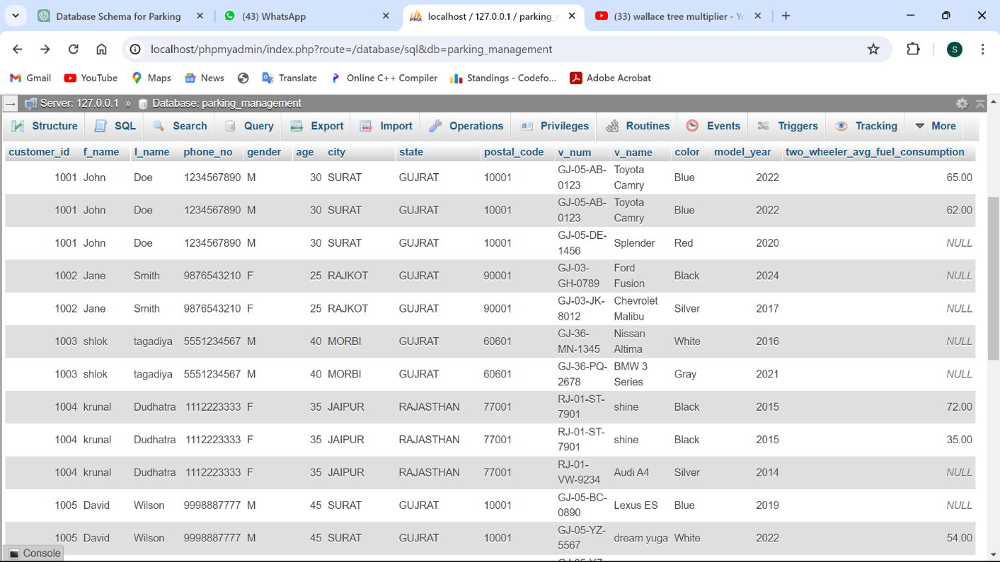 Database Schema for Parking
(43) WhatsApp
localhost / 127.0.0.1 / parking_
(33) wallace tree multiplier - Yo
localhost/phpmyadmin/index.php?route=/database/sql&db=parking_management
S
Gmail YouTube Maps News Translate Online C++ Compiler Standings - Codefo... Adobe Acrobat
Server: 127.0.0.1 » Database: parking_management
Structure SQL Search Query Export Import Operations Privileges Routines Events Triggers Tracking More
customer_id f_name l_name phone_no gender age city state postal_code v_num v_name color model_year two_wheeler_avg_fuel_consumption
1001 John Doe 1234567890 M 30 SURAT GUJRAT 10001 GJ-05-AB-0123 Toyota Camry Blue 2022 65.00
1001 John Doe 1234567890 M 30 SURAT GUJRAT 10001 GJ-05-AB-0123 Toyota Camry Blue 2022 62.00
1001 John Doe 1234567890 M 30 SURAT GUJRAT 10001 GJ-05-DE-1456 Splender Red 2020 NULL
1002 Jane Smith 9876543210 F 25 RAJKOT GUJRAT 90001 GJ-03-GH-0789 Ford Fusion Black 2024 NULL
1002 Jane Smith 9876543210 F 25 RAJKOT GUJRAT 90001 GJ-03-JK-8012 Chevrolet Malibu Silver 2017 NULL
1003 shlok tagadiya 5551234567 M 40 MORBI GUJRAT 60601 GJ-36-MN-1345 Nissan Altima White 2016 NULL
1003 shlok tagadiya 5551234567 M 40 MORBI GUJRAT 60601 GJ-36-PQ-2678 BMW 3 Series Gray 2021 NULL
1004 krunal Dudhatra 1112223333 F 35 JAIPUR RAJASTHAN 77001 RJ-01-ST-7901 shine Black 2015 72.00
1004 krunal Dudhatra 1112223333 F 35 JAIPUR RAJASTHAN 77001 RJ-01-ST-7901 shine Black 2015 35.00
1004 krunal Dudhatra 1112223333 F 35 JAIPUR RAJASTHAN 77001 RJ-01-VW-9234 Audi A4 Silver 2014 NULL
1005 David Wilson 9998887777 M 45 SURAT GUJRAT 10001 GJ-05-BC-0890 Lexus ES Blue 2019 NULL
1005 David Wilson 9998887777 M 45 SURAT GUJRAT 10001 GJ-05-YZ-5567 dream yuga White 2022 54.00
Console